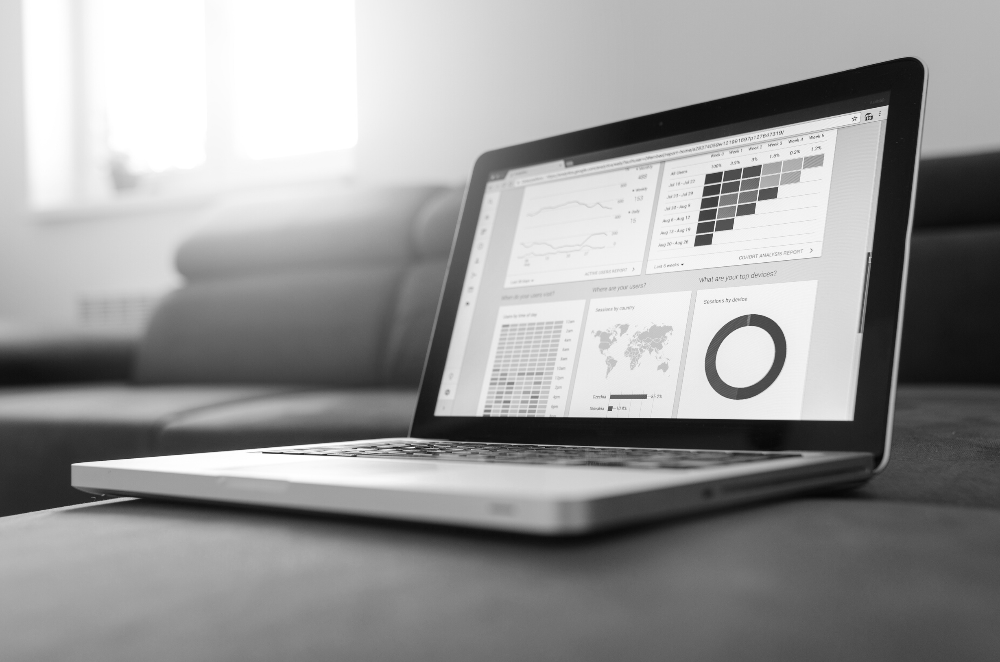 report-home/a28374059w121991697p127647319/
Monthly
488
Weekly
153
Daily
15
ACTIVE USERS REPORT
Week 0 Week 1 Week 2 Week 3 Week 4 Week 5
All Users 100% 3.9% 3% 1.6% 0.3% 1.2%
Jul 16 - Jul 22
Jul 23 - Jul 29
Jul 30 - Aug 5
Aug 6 - Aug 12
Aug 13 - Aug 19
Aug 20 - Aug 26
Last 6 weeks
COHORT ANALYSIS REPORT
When do your users visit?
Users by time of day
12am
2am
4am
6am
8am
10am
12pm
2pm
4pm
6pm
Where are your users?
Sessions by country
Czechia 85.2%
Slovakia 10.8%
What are your top devices?
Sessions by device